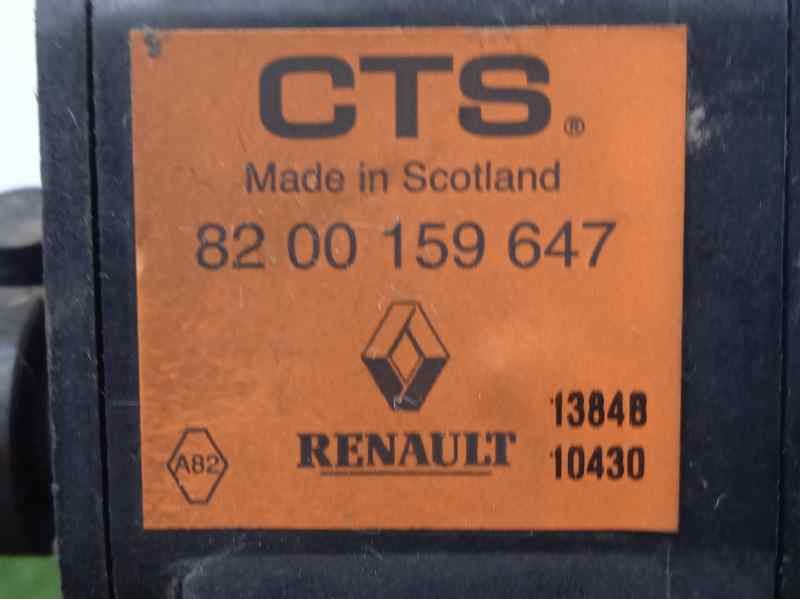 CTS®
Made in Scotland
82 00 159 647
RENAULT
A82
13848
10430